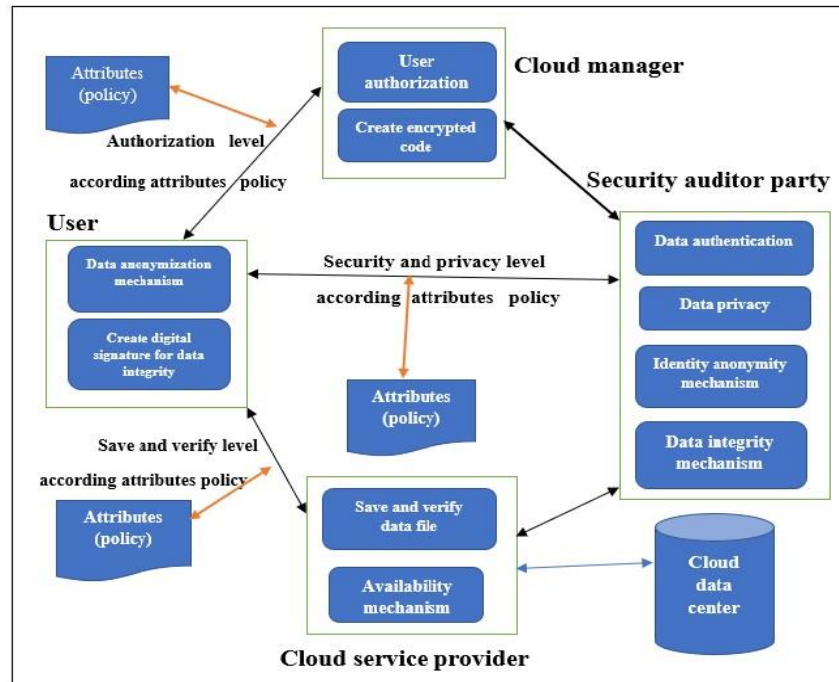 Attributes
(policy)
User
authorization
Create encrypted
code
Cloud manager
Authorization level
according attributes policy
Security auditor party
User
Data anonymization
mechanism
Create digital
signature for data
integrity
Security and privacy level
according attributes policy
Data authentication
Data privacy
Identity anonymity
mechanism
Data integrity
mechanism
Attributes
(policy)
Save and verify level
according attributes policy
Attributes
(policy)
Save and verify
data file
Availability
mechanism
Cloud service provider
Cloud
data
center